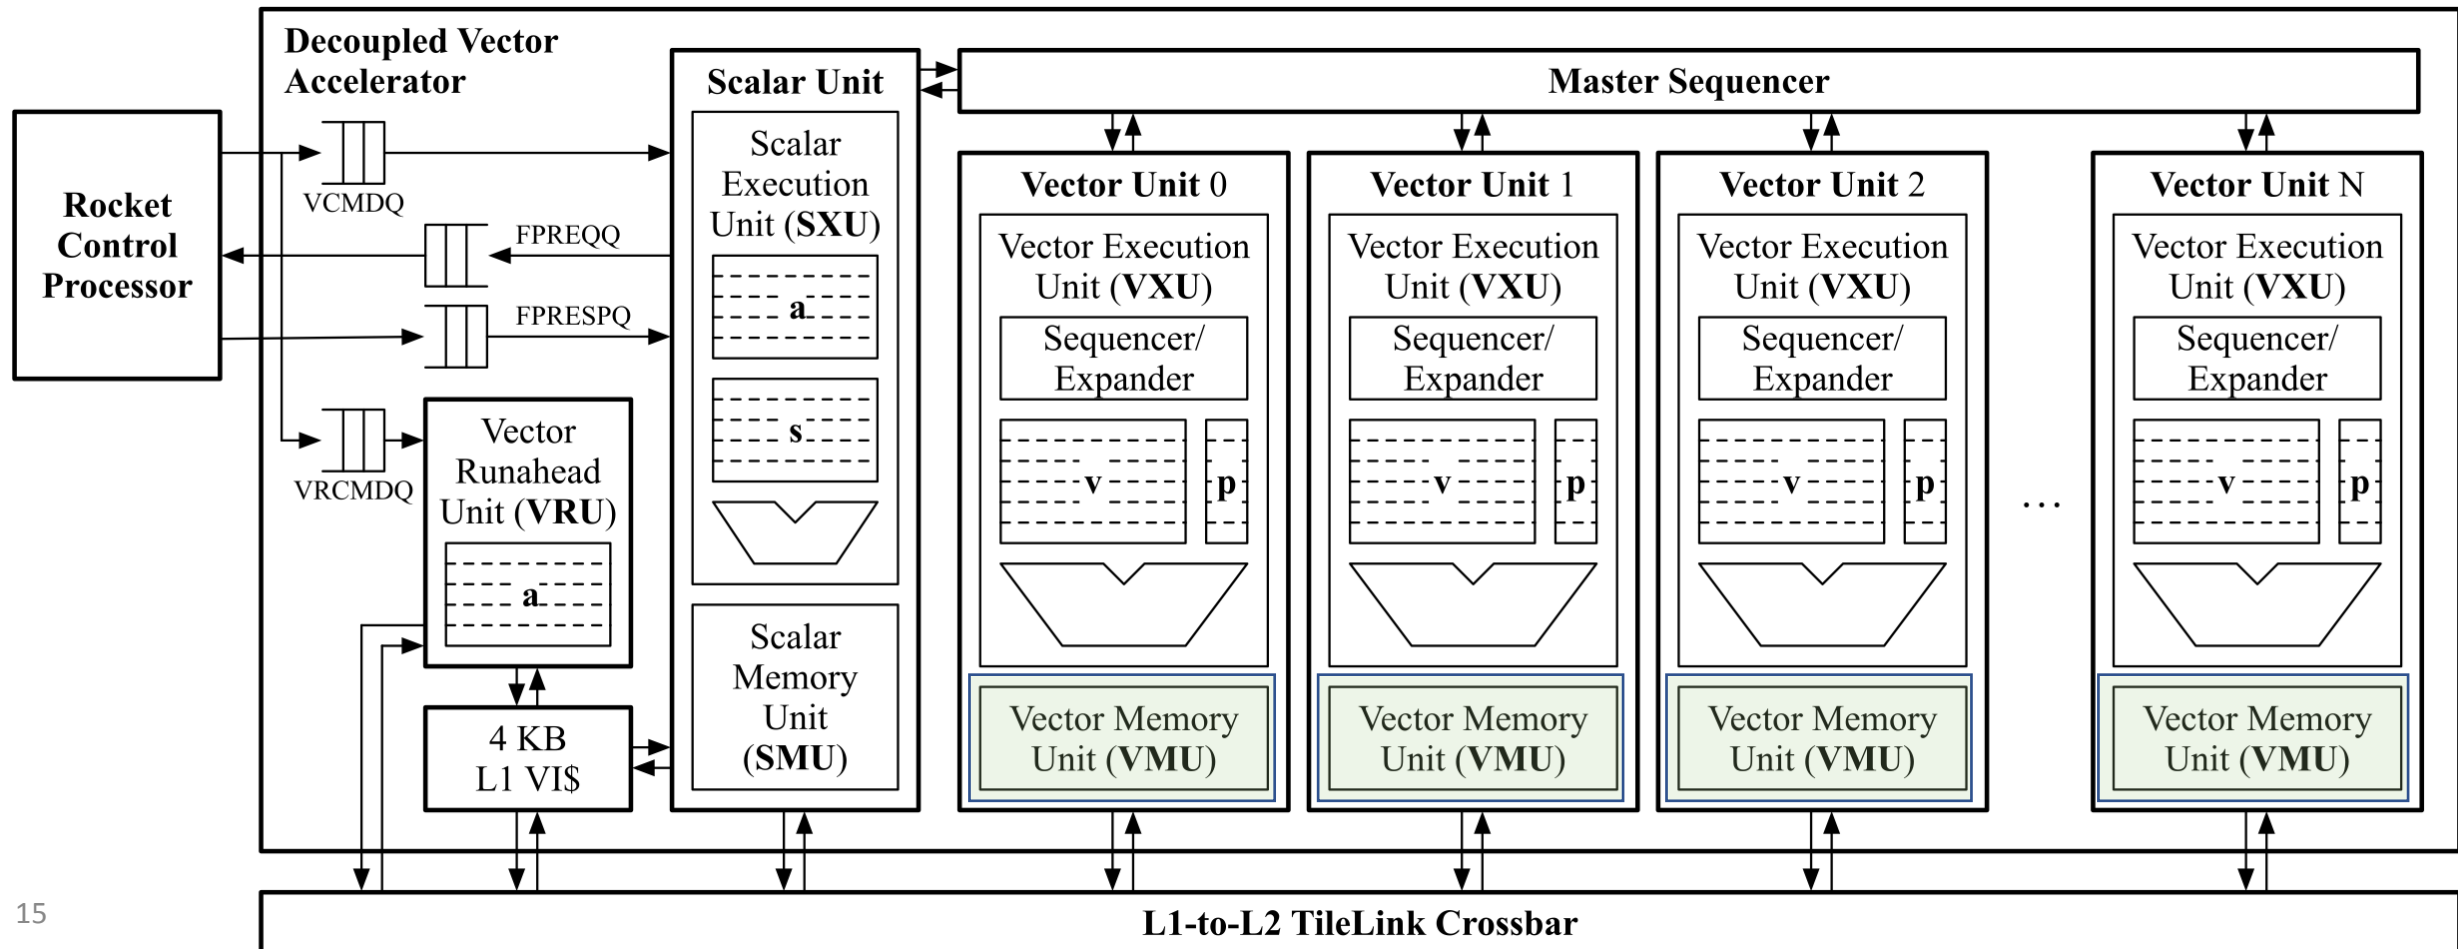 Decoupled Vector
Accelerator
Rocket
Control
Processor
VCMDQ
FPREQQ
FPRESPQ
VRCMDQ
Vector
Runahead
Unit (VRU)
a
4 KB
L1 VI$
Scalar Unit
Scalar
Execution
Unit (SXU)
a
s
Scalar
Memory
Unit
(SMU)
Master Sequencer
Vector Unit 0
Vector Execution
Unit (VXU)
Sequencer/
Expander
v
p
Vector Memory
Unit (VMU)
Vector Unit 1
Vector Execution
Unit (VXU)
Sequencer/
Expander
v
p
Vector Memory
Unit (VMU)
Vector Unit 2
Vector Execution
Unit (VXU)
Sequencer/
Expander
v
p
Vector Memory
Unit (VMU)
...
Vector Unit N
Vector Execution
Unit (VXU)
Sequencer/
Expander
v
p
Vector Memory
Unit (VMU)
L1-to-L2 TileLink Crossbar
15